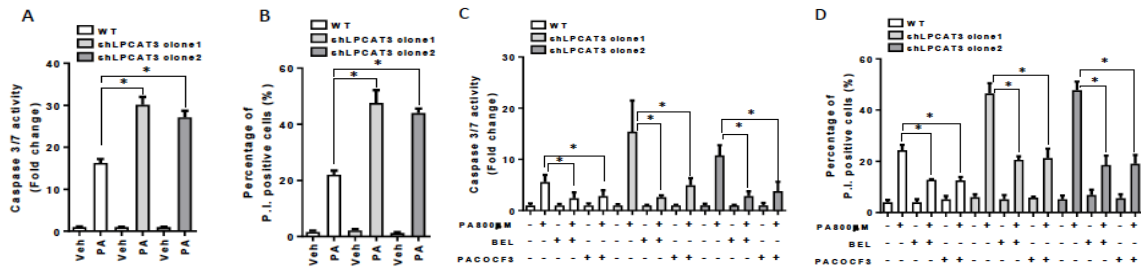 A
WT
shLPCAT3 clone1
shLPCAT3 clone2
Caspase 3/7 activity
(Fold change)
40
30
20
10
0
*
*
Veh
PA
Veh
PA
Veh
PA
B
WT
shLPCAT3 clone1
shLPCAT3 clone2
Percentage of
P.I. positive cells (%)
60
40
20
0
*
*
Veh
PA
Veh
PA
Veh
PA
C
WT
shLPCAT3 clone1
shLPCAT3 clone2
Caspase 3/7 activity
(Fold change)
30
20
10
0
* * * * * *
PA800μM - + - + - + - + - + - + - + - + - +
BEL - - + + - - - - + + - - - - + + - -
PACOCF3 - - - - + + - - - - + + - - - - + +
D
WT
shLPCAT3 clone1
shLPCAT3 clone2
Percentage of
P.I. positive cells (%)
60
40
20
0
* * * * * *
PA800μM - + - + - + - + - + - + - + - + - +
BEL - - + + - - - - + + - - - - + + - -
PACOCF3 - - - - + + - - - - + + - - - - + +